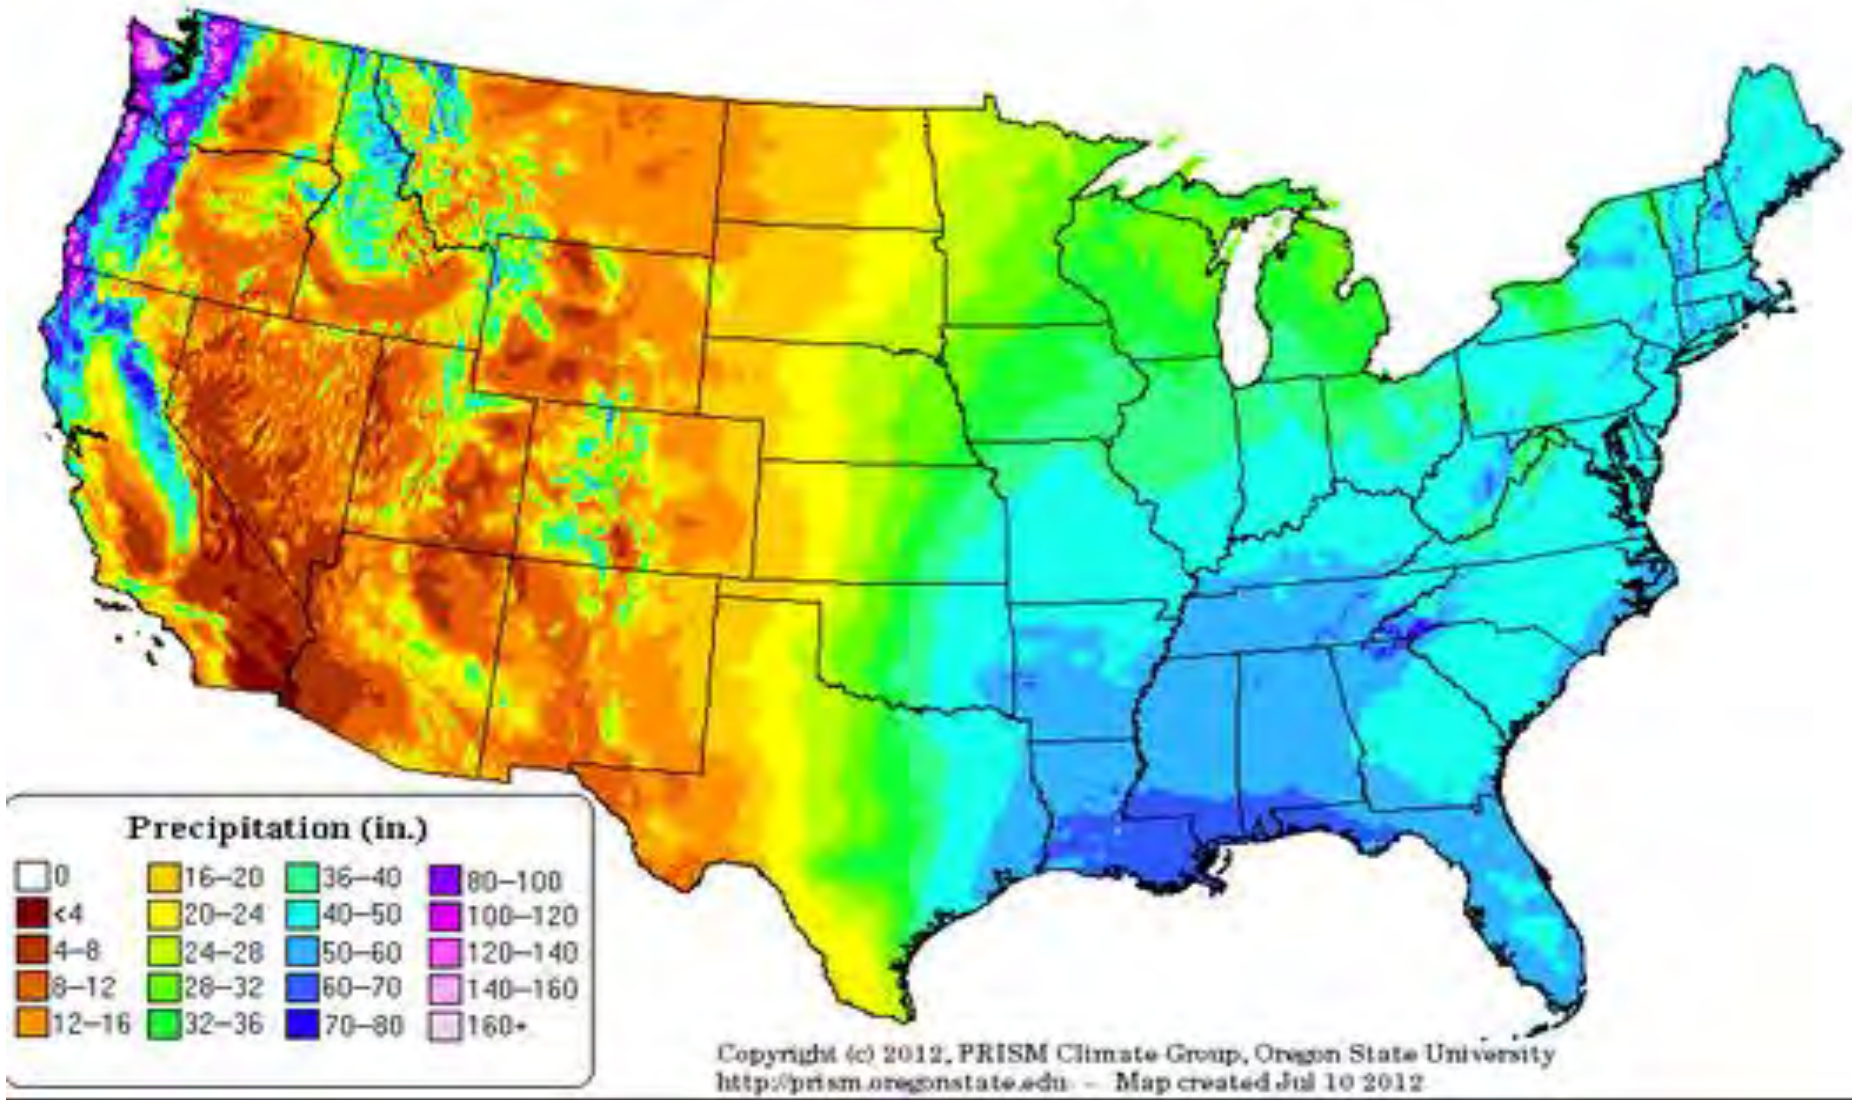 Precipitation (in.)
0 16–20 36–40 80–100
<4 20–24 40–50 100–120
4–8 24–28 50–60 120–140
8–12 28–32 60–70 140–160
12–16 32–36 70–80 160+
Copyright (c) 2012, PRISM Climate Group, Oregon State University
http://prism.oregonstate.edu - Map created Jul 10 2012